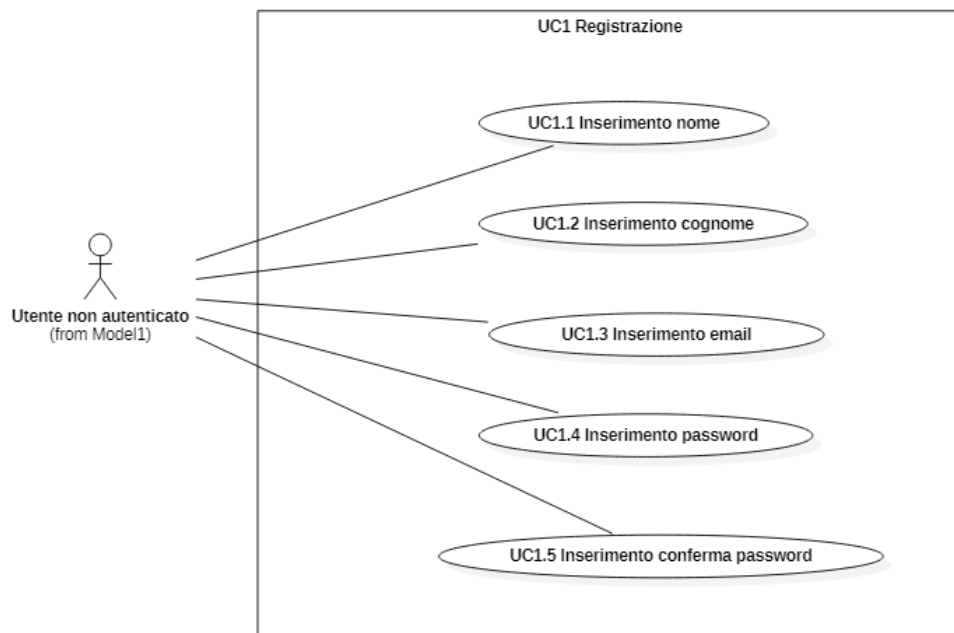 UC1 Registrazione
UC1.1 Inserimento nome
UC1.2 Inserimento cognome
Utente non autenticato
(from Model1)
UC1.3 Inserimento email
UC1.4 Inserimento password
UC1.5 Inserimento conferma password